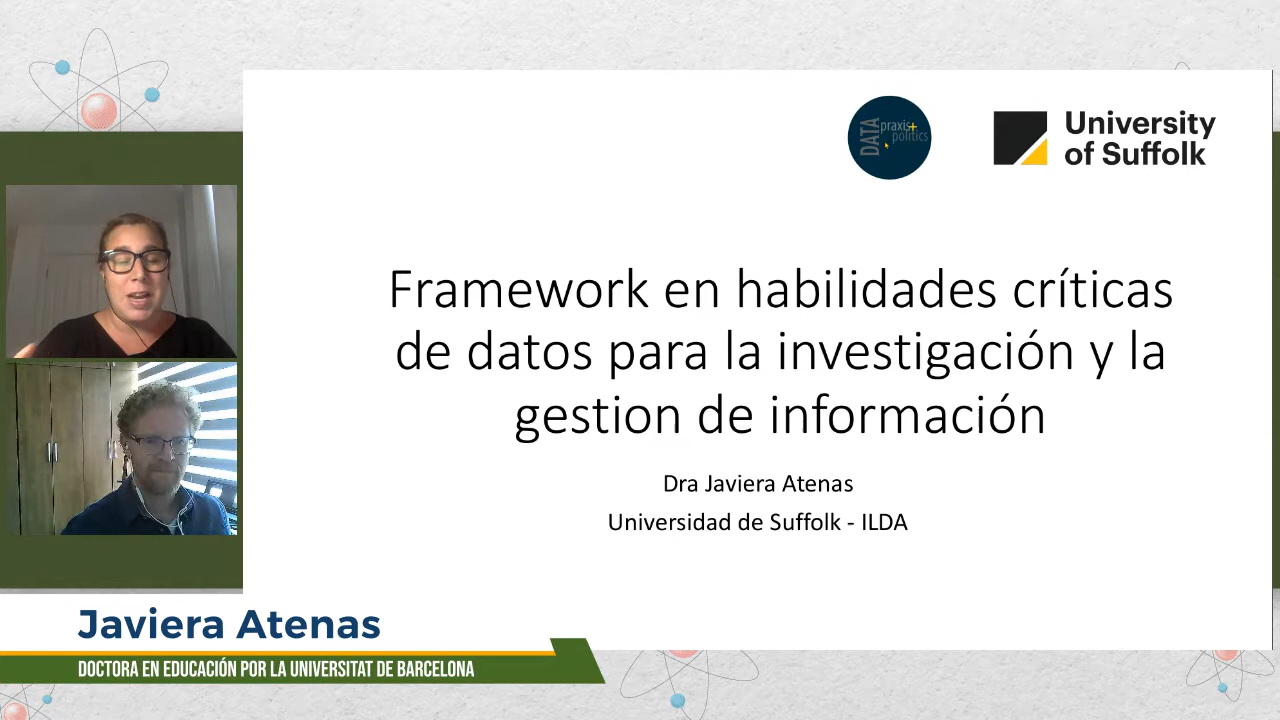 DATA
praxis+
politics
University
of Suffolk
Framework en habilidades críticas
de datos para la investigación y la
gestion de información
Dra Javiera Atenas
Universidad de Suffolk - ILDA
Javiera Atenas
DOCTORA EN EDUCACIÓN POR LA UNIVERSITAT DE BARCELONA